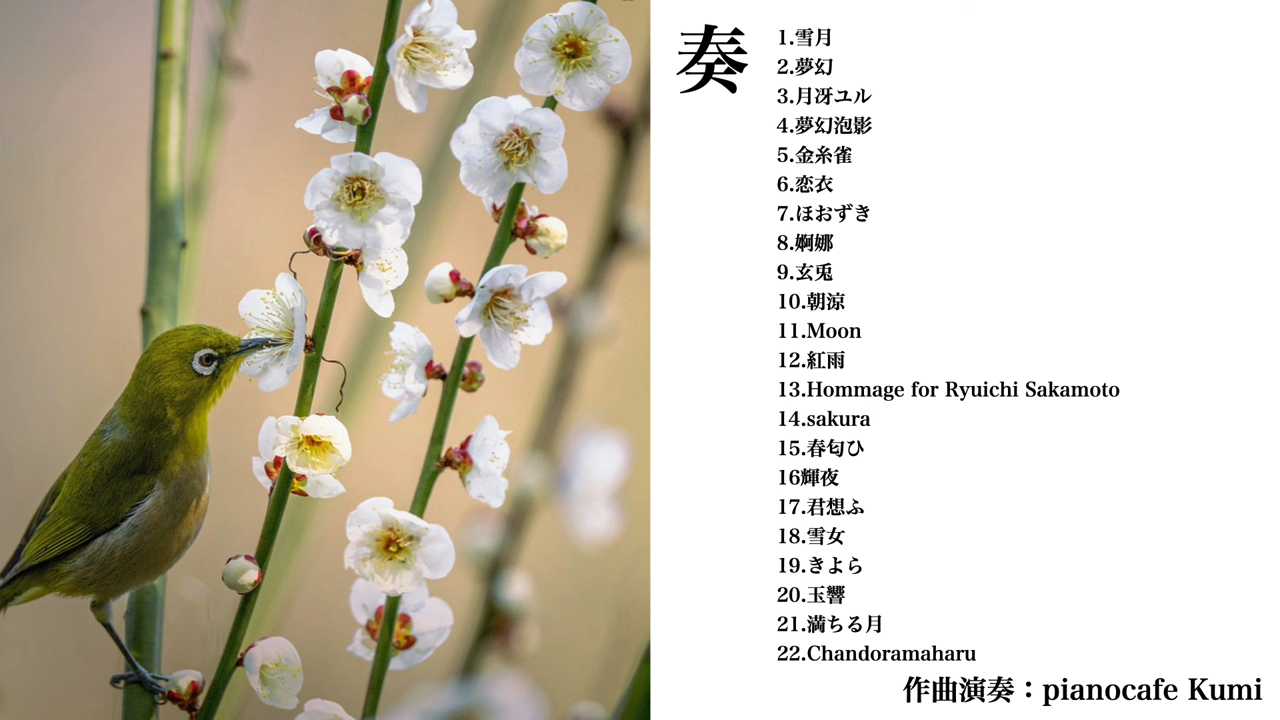 奏
1.雪月
2.夢幻
3.月冴ユル
4.夢幻泡影
5.金糸雀
6.恋衣
7.ほおずき
8.婀娜
9.玄兎
10.朝涼
11.Moon
12.紅雨
13.Hommage for Ryuichi Sakamoto
14.sakura
15.春匂ひ
16輝夜
17.君想ふ
18.雪女
19.きよら
20.玉響
21.満ちる月
22.Chandoramaharu
作曲演奏：pianocafe Kumi